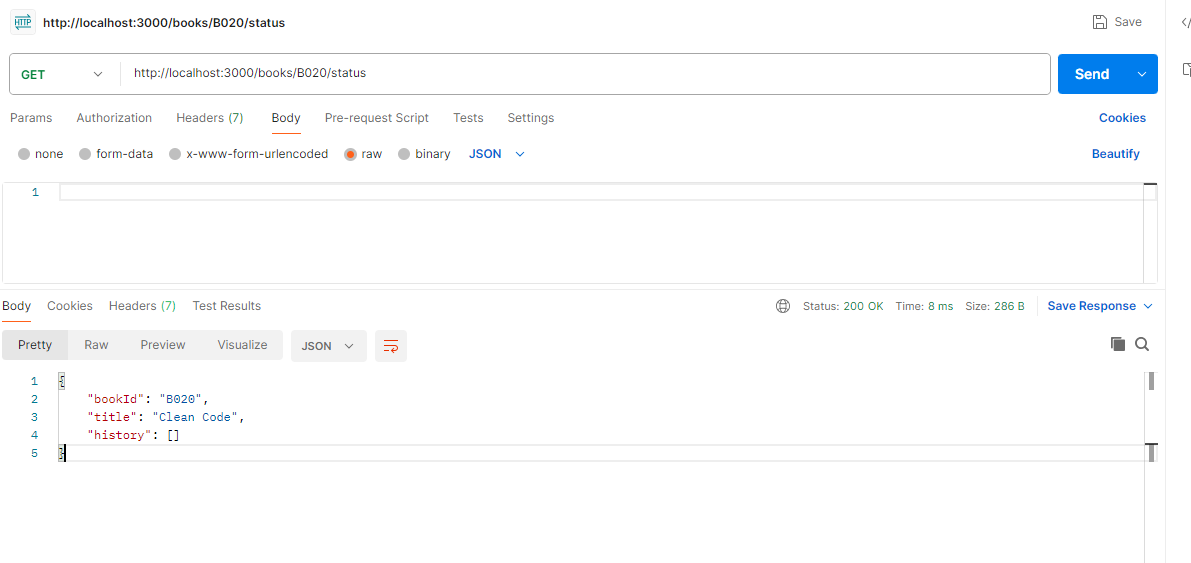 HTTP http://localhost:3000/books/B020/status Save </
GET http://localhost:3000/books/B020/status Send
Params Authorization Headers (7) Body Pre-request Script Tests Settings Cookies
none form-data x-www-form-urlencoded raw binary JSON Beautify
1
Body Cookies Headers (7) Test Results Status: 200 OK Time: 8 ms Size: 286 B Save Response
Pretty Raw Preview Visualize JSON
1 {
2 "bookId": "B020",
3 "title": "Clean Code",
4 "history": []
5 }